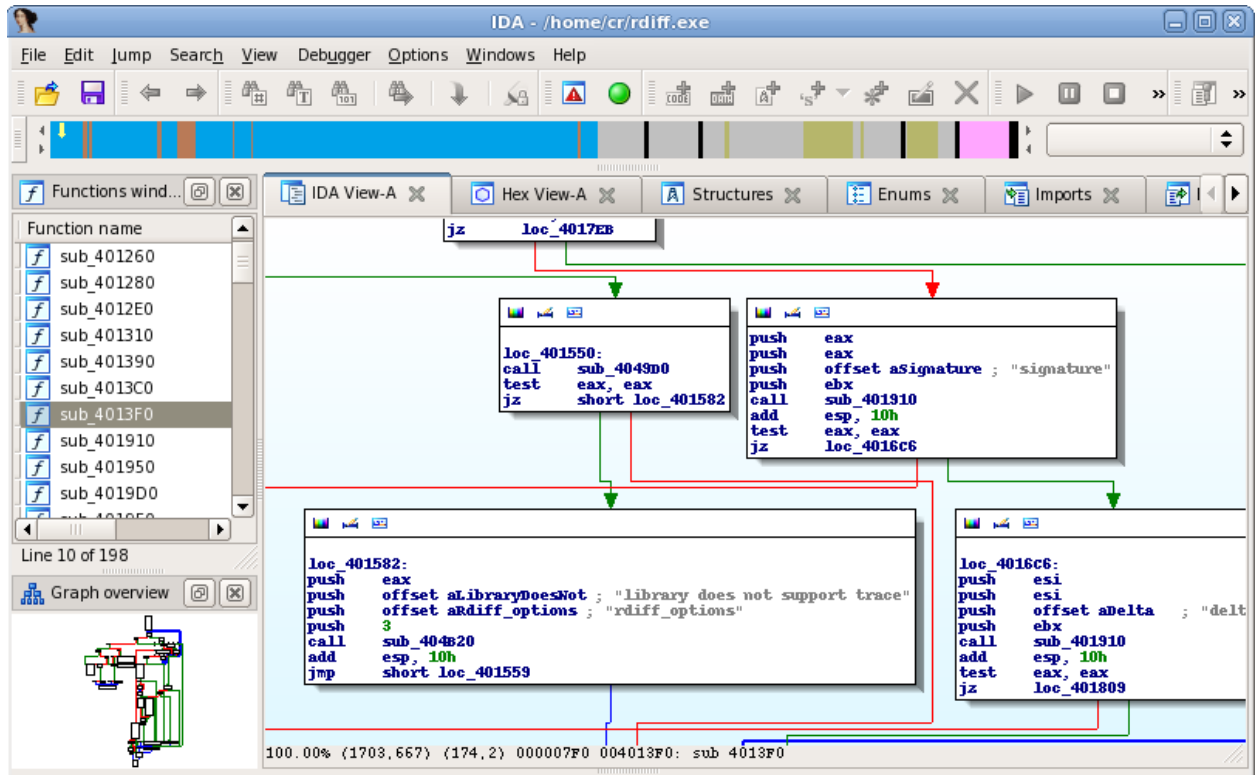 IDA - /home/cr/rdiff.exe
File Edit Jump Search View Debugger Options Windows Help
Functions wind...
IDA View-A
Hex View-A
Structures
Enums
Imports
Function name
sub_401260
sub_401280
sub_4012E0
sub_401310
sub_401390
sub_4013C0
sub_4013F0
sub_401910
sub_401950
sub_4019D0
Line 10 of 198
Graph overview
jz loc_4017EB
loc_401550:
call sub_4049D0
test eax, eax
jz short loc_401582
push eax
push eax
push offset aSignature ; "signature"
push ebx
call sub_401910
add esp, 10h
test eax, eax
jz loc_4016C6
loc_401582:
push eax
push offset aLibraryDoesNot ; "library does not support trace"
push offset aRdiff_options ; "rdiff_options"
push 3
call sub_404B20
add esp, 10h
jmp short loc_401559
loc_4016C6:
push esi
push esi
push offset aDelta ; "delt
push ebx
call sub_401910
add esp, 10h
test eax, eax
jz loc_401809
100.00% (1703,667) (174,2) 000007F0 004013F0: sub_4013F0